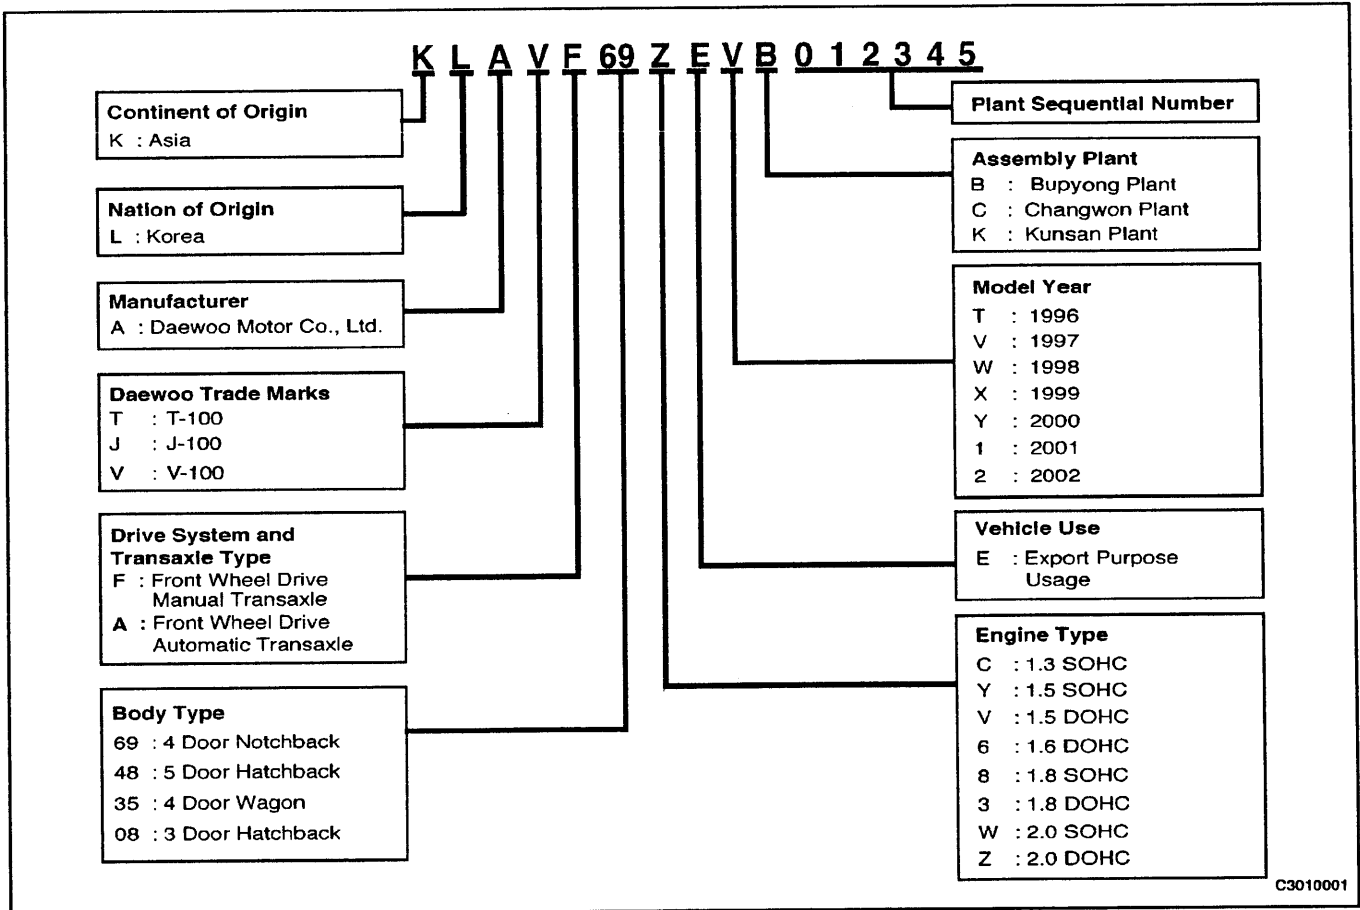 K L A V F 69 Z E V B 0 1 2 3 4 5
Continent of Origin
K : Asia
Nation of Origin
L : Korea
Manufacturer
A : Daewoo Motor Co., Ltd.
Daewoo Trade Marks
T : T-100
J : J-100
V : V-100
Drive System and
Transaxle Type
F : Front Wheel Drive
Manual Transaxle
A : Front Wheel Drive
Automatic Transaxle
Body Type
69 : 4 Door Notchback
48 : 5 Door Hatchback
35 : 4 Door Wagon
08 : 3 Door Hatchback
Plant Sequential Number
Assembly Plant
B : Bupyong Plant
C : Changwon Plant
K : Kunsan Plant
Model Year
T : 1996
V : 1997
W : 1998
X : 1999
Y : 2000
1 : 2001
2 : 2002
Vehicle Use
E : Export Purpose
Usage
Engine Type
C : 1.3 SOHC
Y : 1.5 SOHC
V : 1.5 DOHC
6 : 1.6 DOHC
8 : 1.8 SOHC
3 : 1.8 DOHC
W : 2.0 SOHC
Z : 2.0 DOHC
C3010001